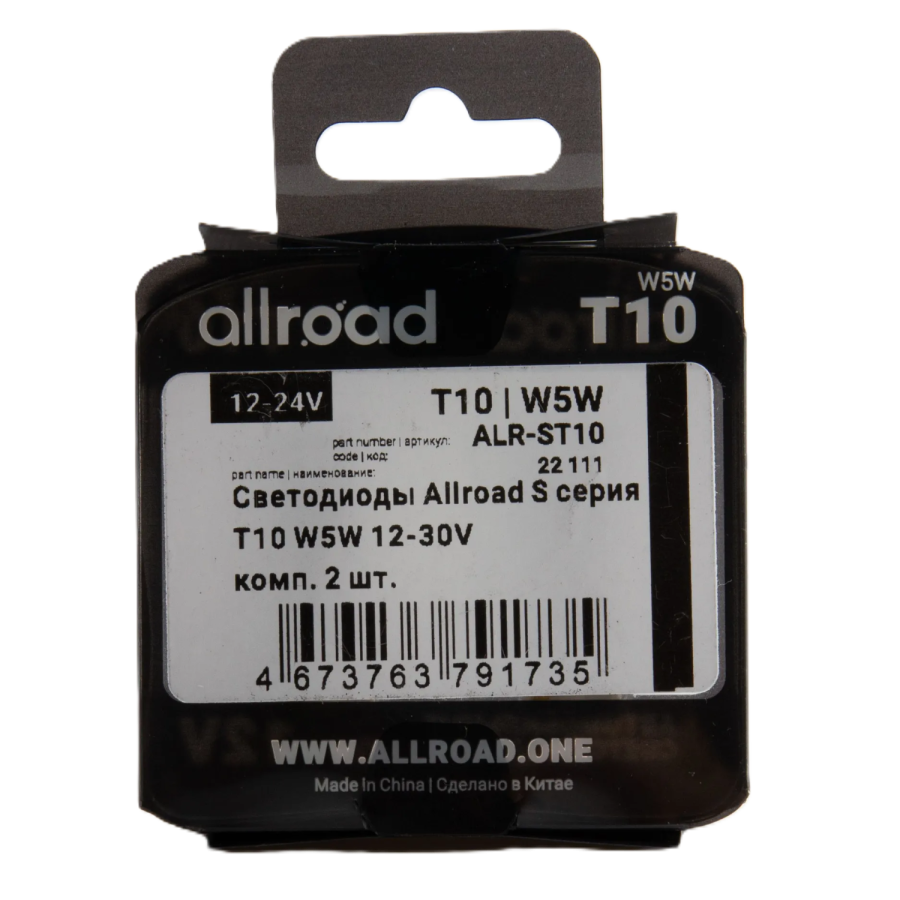 W5W
allroad T10
12-24V T10 | W5W
part number | артикул: ALR-ST10
code | код: 22 111
part name | наименование:
Светодиоды Allroad S серия
T10 W5W 12-30V
комп. 2 шт.
4 673763 791735
WWW.ALLROAD.ONE
Made In China | Сделано в Китае